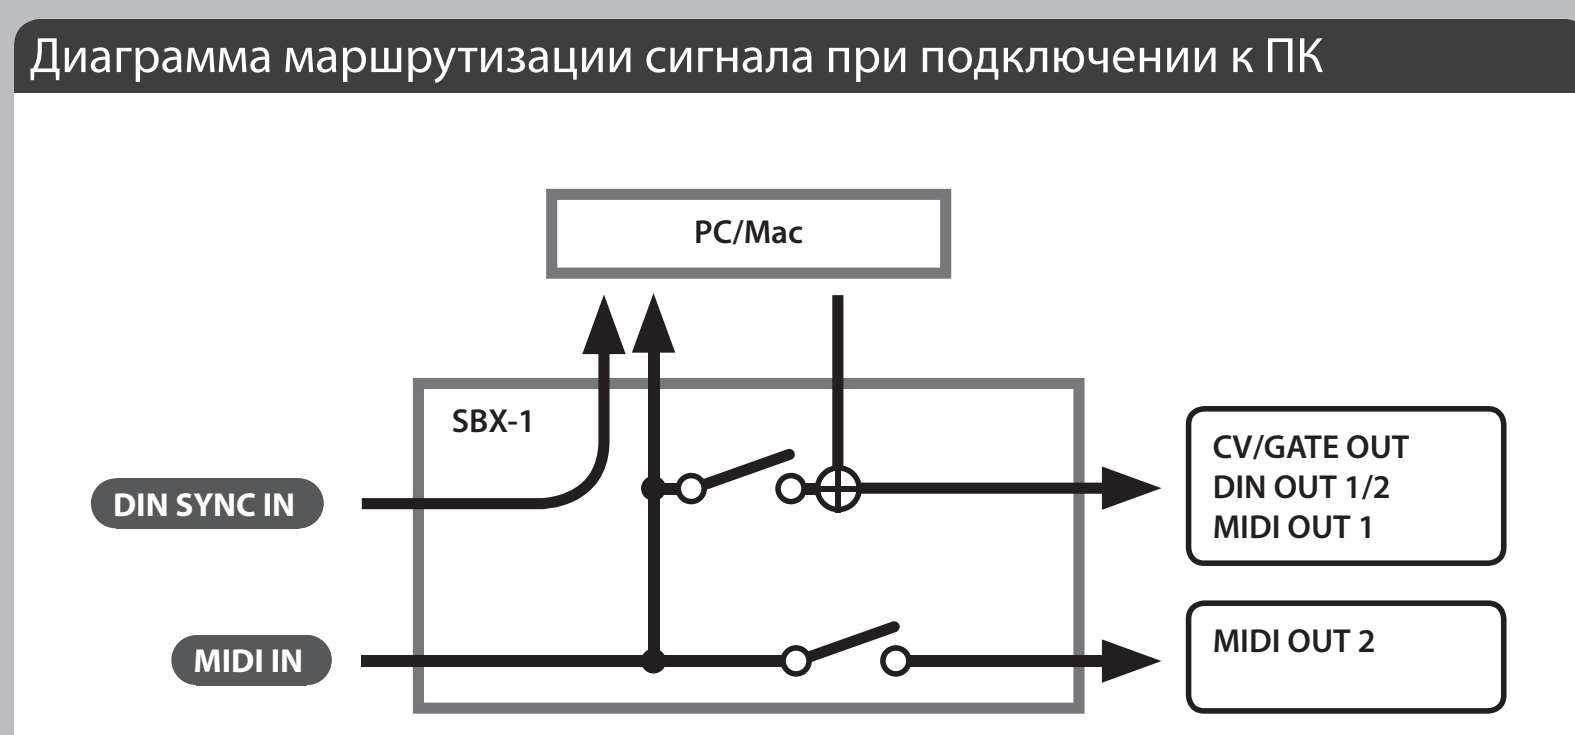 Диаграмма маршрутизации сигнала при подключении к ПК
PC/Mac
SBX-1
DIN SYNC IN
CV/GATE OUT
DIN OUT 1/2
MIDI OUT 1
MIDI IN
MIDI OUT 2